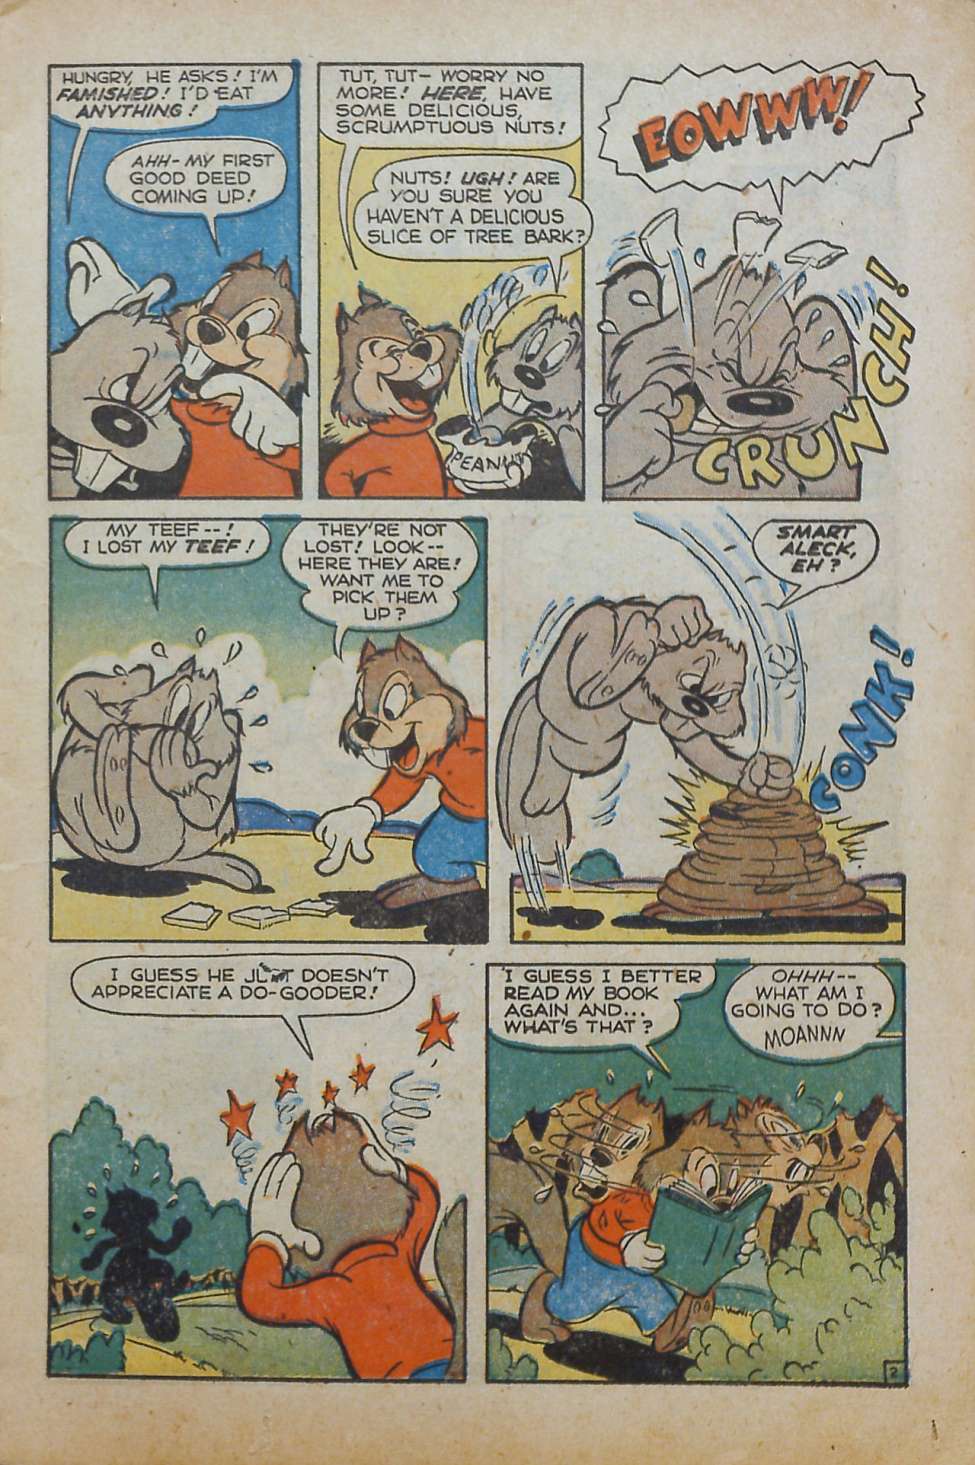 HUNGRY, HE ASKS! I'M
FAMISHED! I'D EAT
ANYTHING!
AHH- MY FIRST
GOOD DEED
COMING UP!
TUT, TUT- WORRY NO
MORE! HERE, HAVE
SOME DELICIOUS,
SCRUMPTUOUS NUTS!
NUTS! UGH! ARE
YOU SURE YOU
HAVEN'T A DELICIOUS
SLICE OF TREE BARK?
PEANUTS
EOWWW!
CRUNCH!
MY TEEF--!
I LOST MY TEEF!
THEY'RE NOT
LOST! LOOK--
HERE THEY ARE!
WANT ME TO
PICK THEM
UP?
SMART
ALECK,
EH?
CONK!
I GUESS HE JUST DOESN'T
APPRECIATE A DO-GOODER!
I GUESS I BETTER
READ MY BOOK
AGAIN AND...
WHAT'S THAT?
OHHH--
WHAT AM I
GOING TO DO?
MOANNN
2